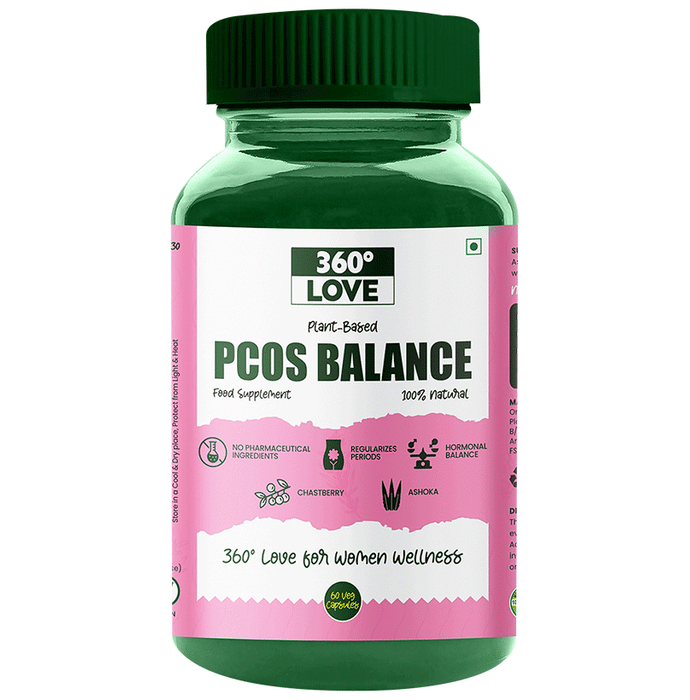 360°
LOVE
Plant-Based
PCOS BALANCE
Food Supplement
100% Natural
NO PHARMACEUTICAL
INGREDIENTS
REGULARIZES
PERIODS
HORMONAL
BALANCE
CHASTBERRY
ASHOKA
360° Love for Women Wellness
60 Veg
Capsules
Store in a Cool & Dry place, Protect from Light & Heat